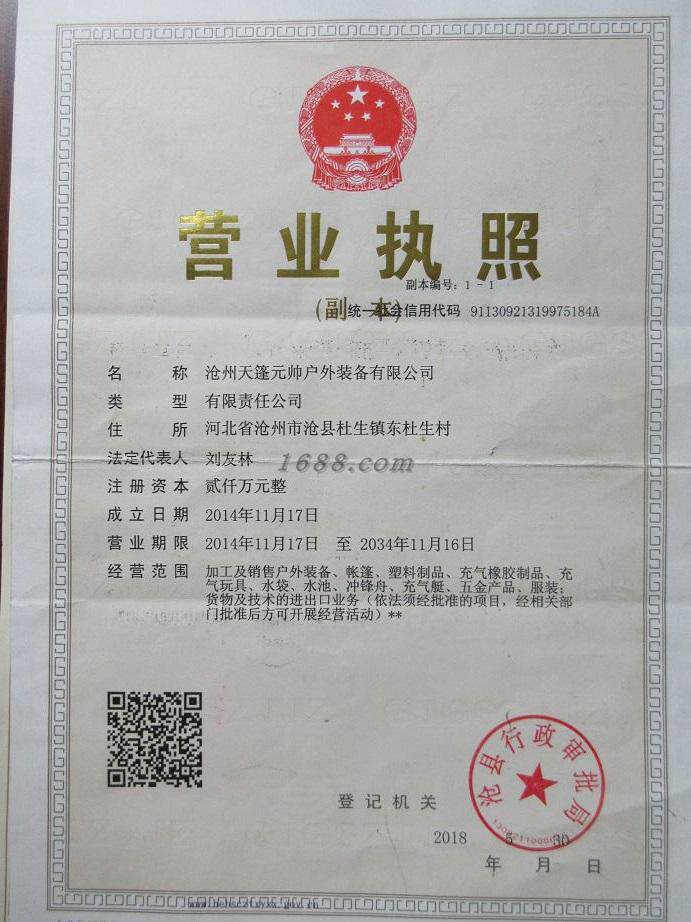 营业执照
副本编号：1 - 1
(副 本)
统一社会信用代码 91130921319975184A
名 称 沧州天篷元帅户外装备有限公司
类 型 有限责任公司
住 所 河北省沧州市沧县杜生镇东杜生村
法定代表人 刘友林
1688.com
注册资本 贰仟万元整
成立日期 2014年11月17日
营业期限 2014年11月17日 至 2034年11月16日
经营范围 加工及销售户外装备、帐篷、塑料制品、充气橡胶制品、充
气玩具、水袋、水池、冲锋舟、充气艇、五金产品、服装；
货物及技术的进出口业务（依法须经批准的项目，经相关部
门批准后方可开展经营活动）**
沧县行政审批局
登记机关
2018 5 30
年 月 日